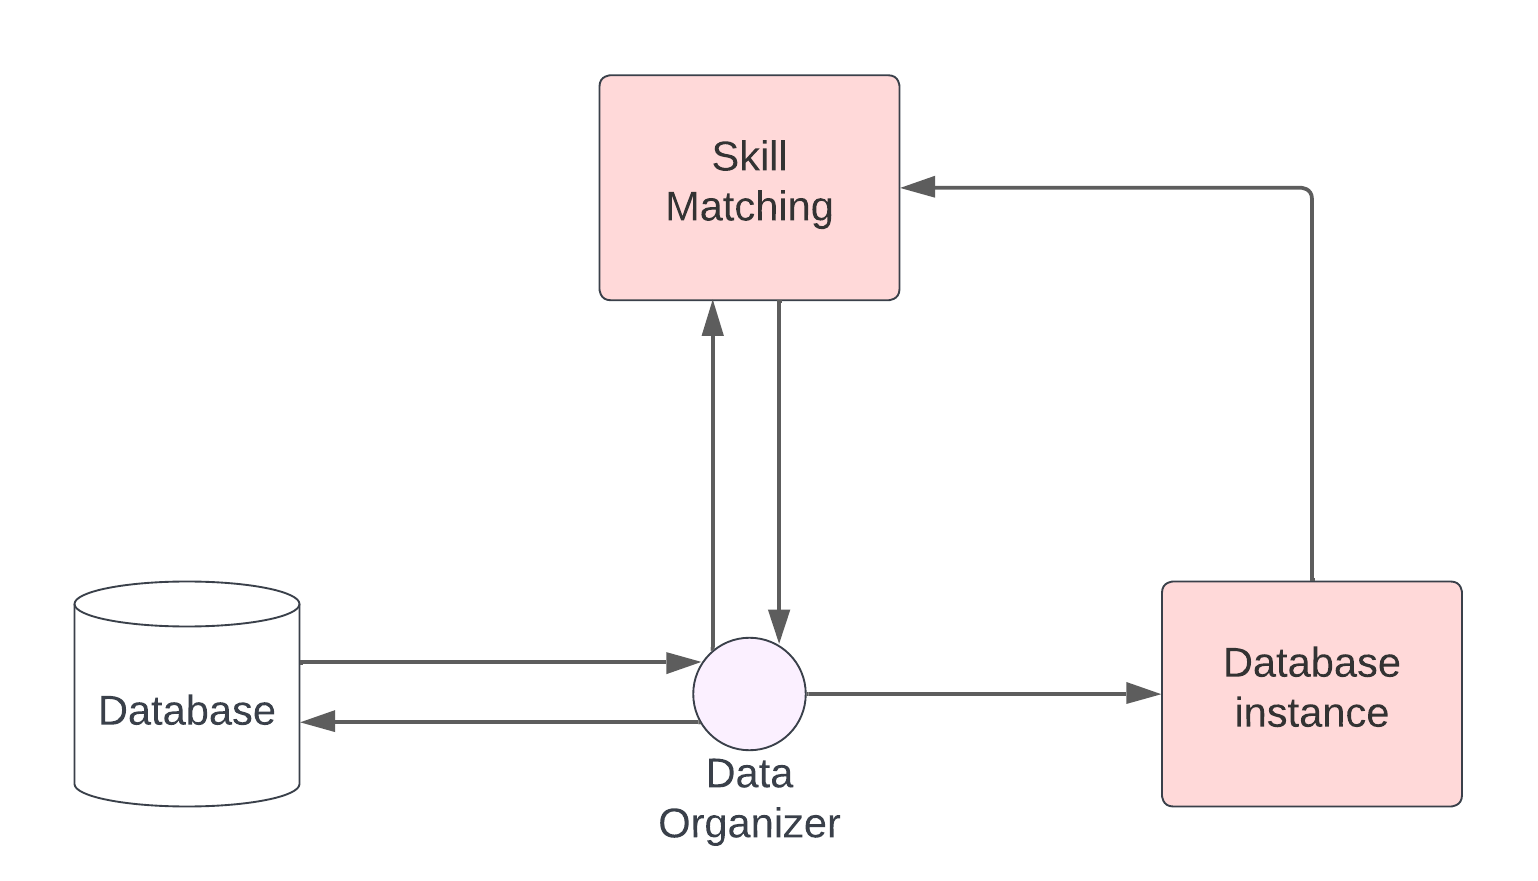 Skill
Matching
Database
Data
Organizer
Database
instance